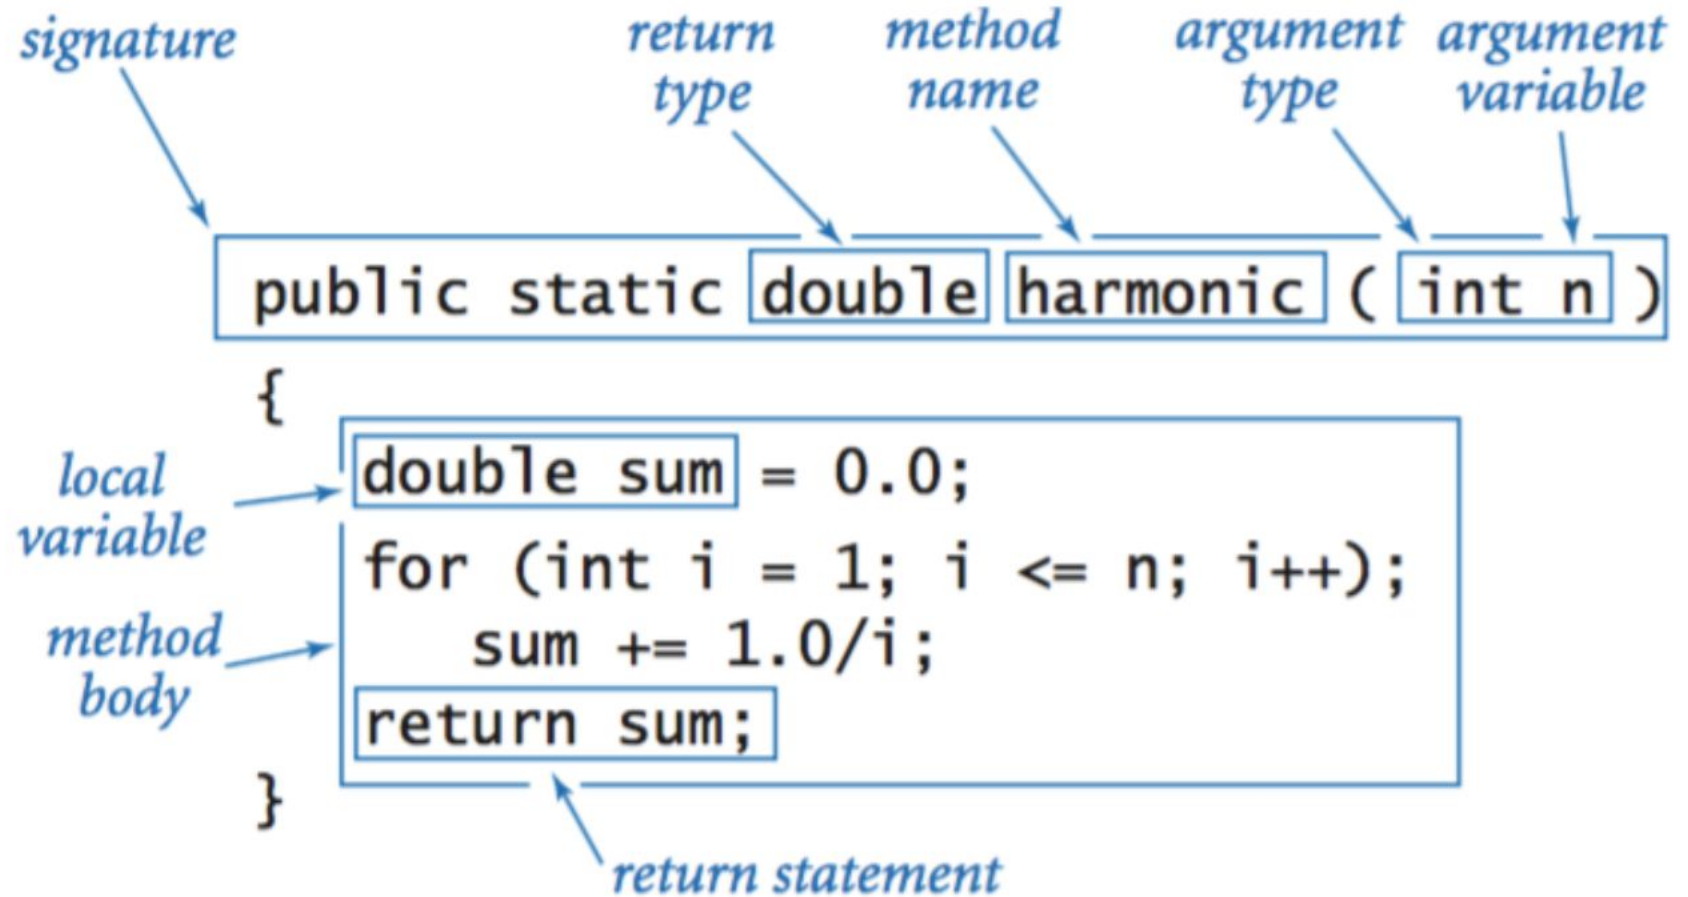 signature
return
type
method
name
argument
type
argument
variable
public static double harmonic ( int n )
{
double sum = 0.0;
local
variable
for (int i = 1; i <= n; i++);
sum += 1.0/i;
method
body
return sum;
}
return statement